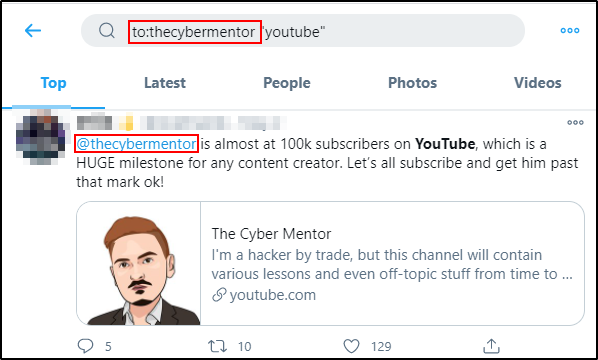 to:thecybermentor "youtube"
Top Latest People Photos Videos
@thecybermentor is almost at 100k subscribers on YouTube, which is a
HUGE milestone for any content creator. Let's all subscribe and get him past
that mark ok!
The Cyber Mentor
I'm a hacker by trade, but this channel will contain
various lessons and even off-topic stuff from time to ...
youtube.com
5 10 129